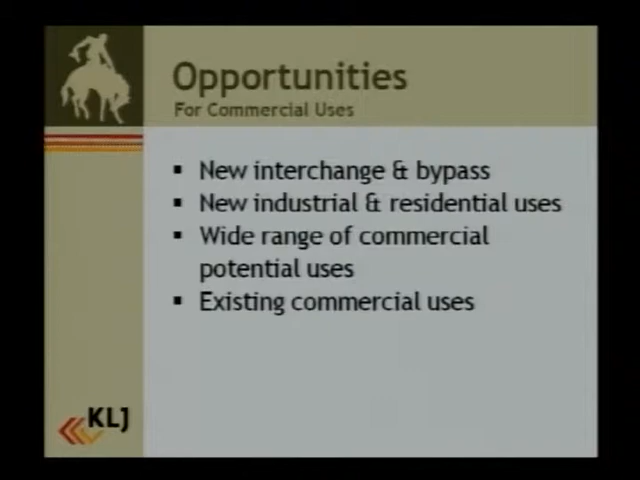 Opportunities
For Commercial Uses
▪ New interchange & bypass
▪ New industrial & residential uses
▪ Wide range of commercial
potential uses
▪ Existing commercial uses
KLJ